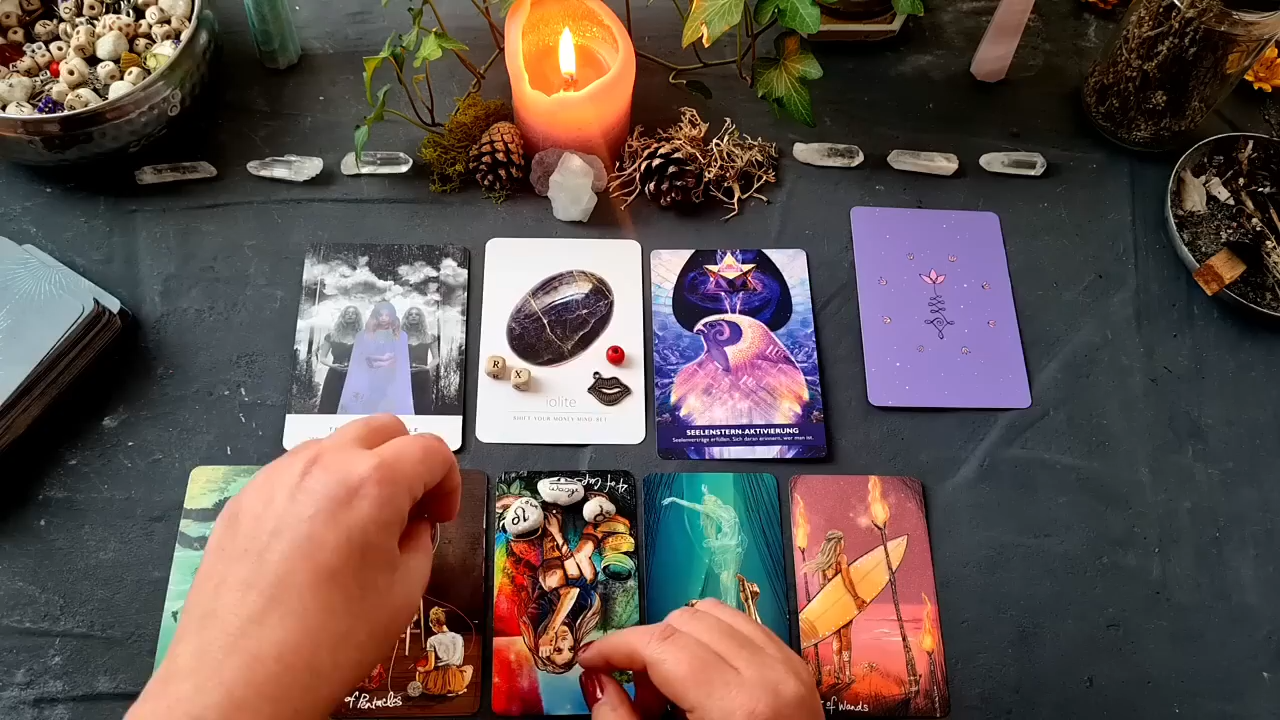 R
X
iolite
SHIFT YOUR MONEY MIND-SET
SEELENSTERN-AKTIVIERUNG
Seelenverträge erfüllen. Sich daran erinnern, wer man ist.
4 of Cups
Waage
of Pentacles
of Wands